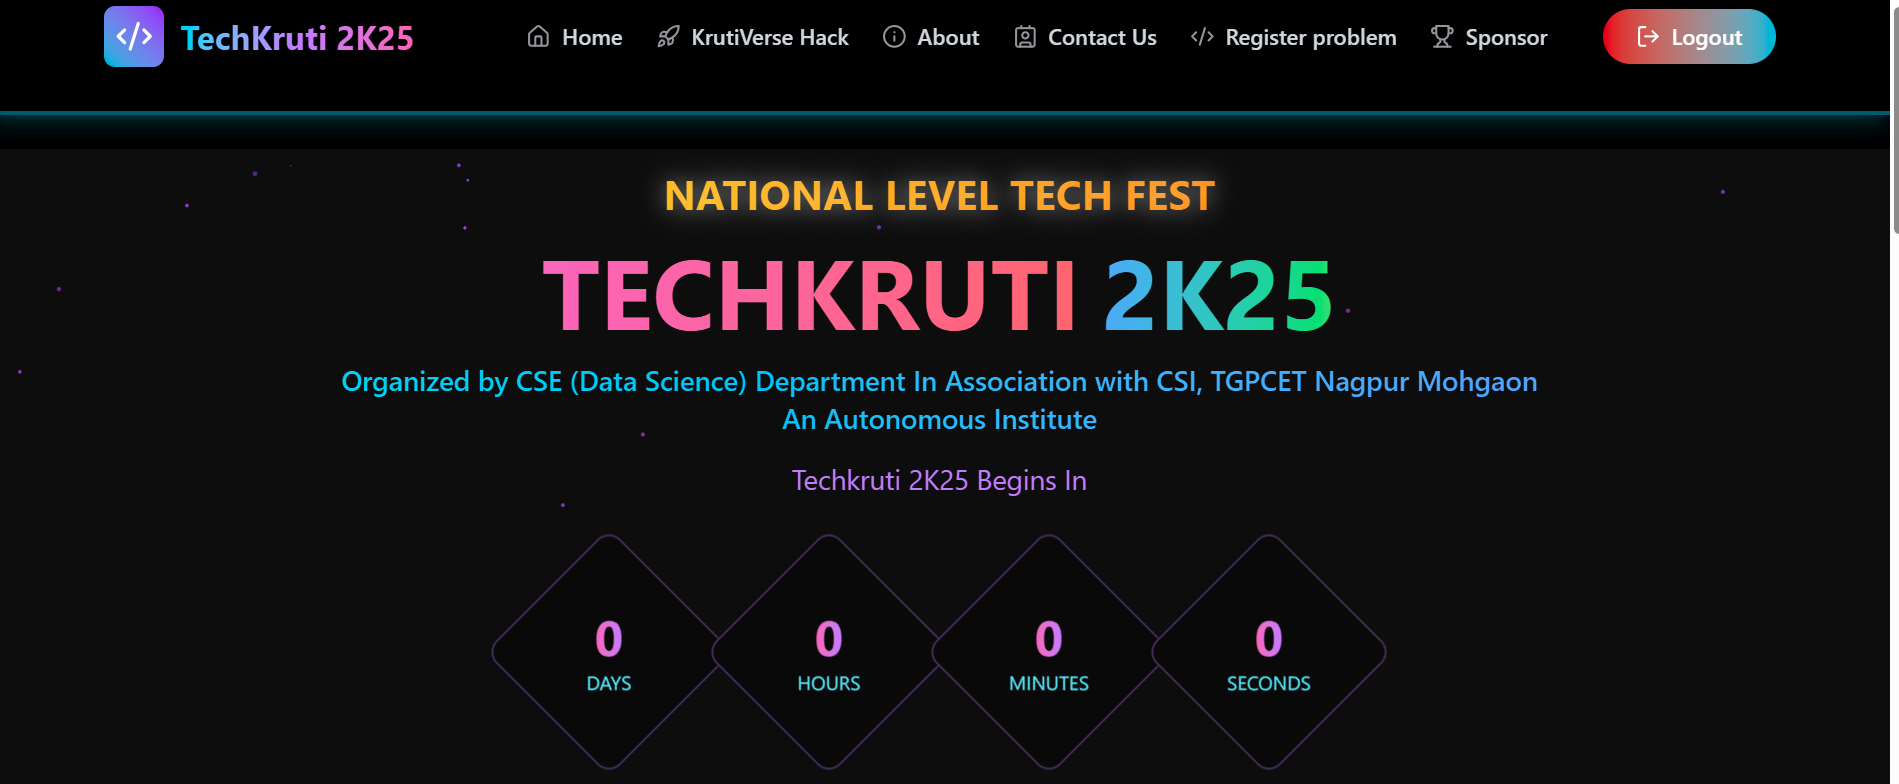 TechKruti 2K25
Home
KrutiVerse Hack
About
Contact Us
Register problem
Sponsor
Logout
NATIONAL LEVEL TECH FEST
TECHKRUTI 2K25
Organized by CSE (Data Science) Department In Association with CSI, TGPCET Nagpur Mohgaon
An Autonomous Institute
Techkruti 2K25 Begins In
0
DAYS
0
HOURS
0
MINUTES
0
SECONDS